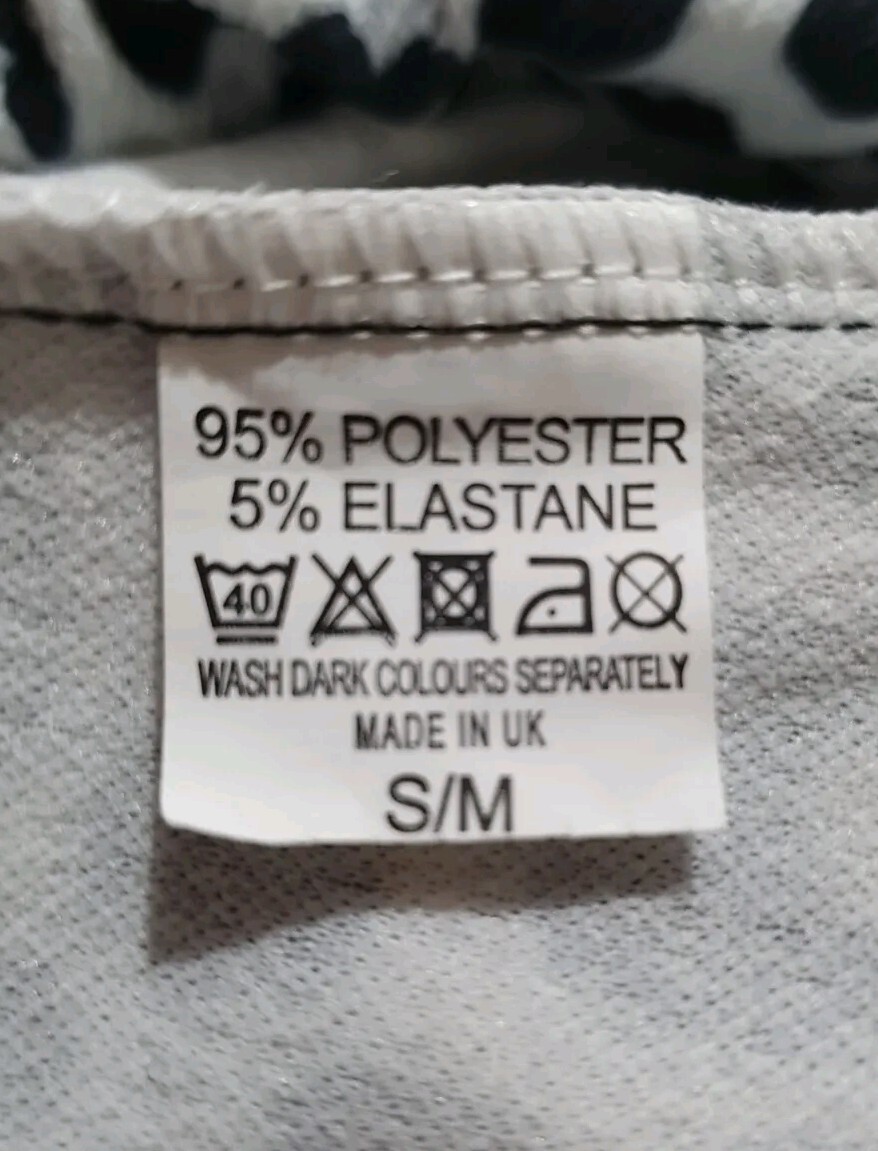 95% POLYESTER
5% ELASTANE
40
WASH DARK COLOURS SEPARATELY
MADE IN UK
S/M